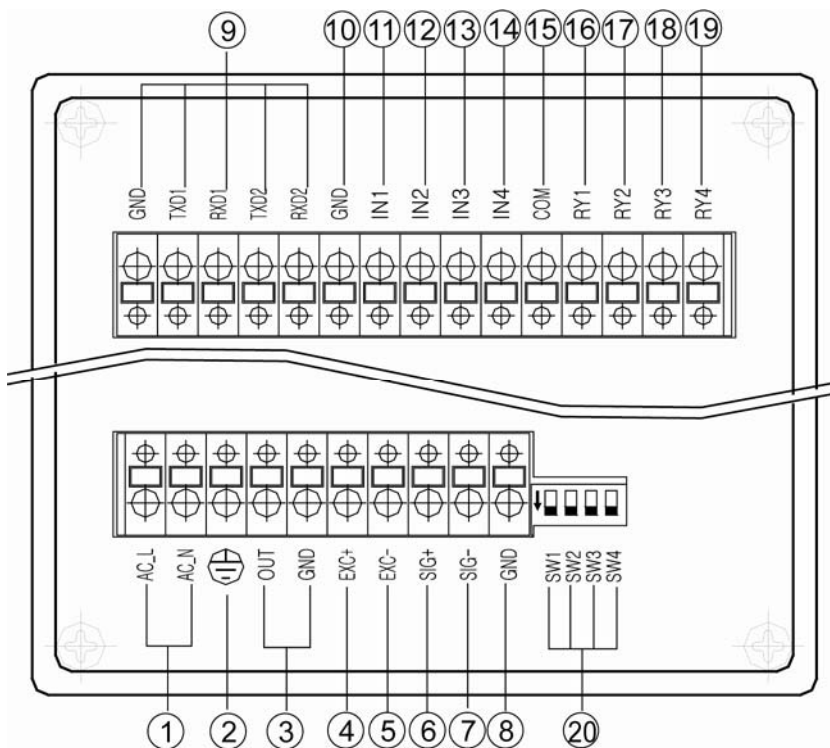 ⑨ ⑩ ⑪ ⑫ ⑬ ⑭ ⑮ ⑯ ⑰ ⑱ ⑲
GND TXD1 RXD1 TXD2 RXD2 GND IN1 IN2 IN3 IN4 COM RY1 RY2 RY3 RY4
AC_L AC_N OUT GND EXC+ EXC- SIG+ SIG- GND SW1 SW2 SW3 SW4
① ② ③ ④ ⑤ ⑥ ⑦ ⑧ ⑳